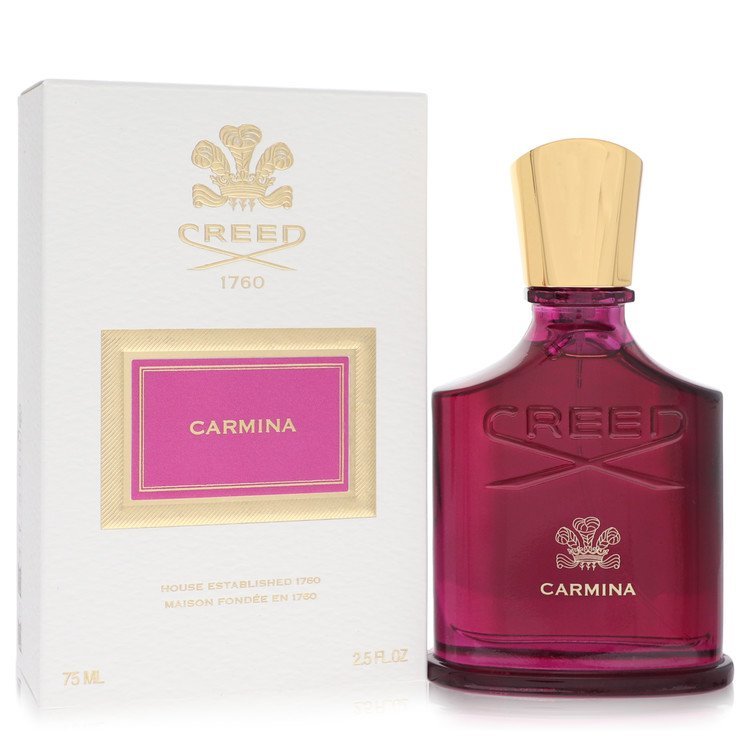 CREED
1760
CARMINA
HOUSE ESTABLISHED 1760
MAISON FONDÉE EN 1760
75 ML
2.5 FL.OZ
CREED
CARMINA